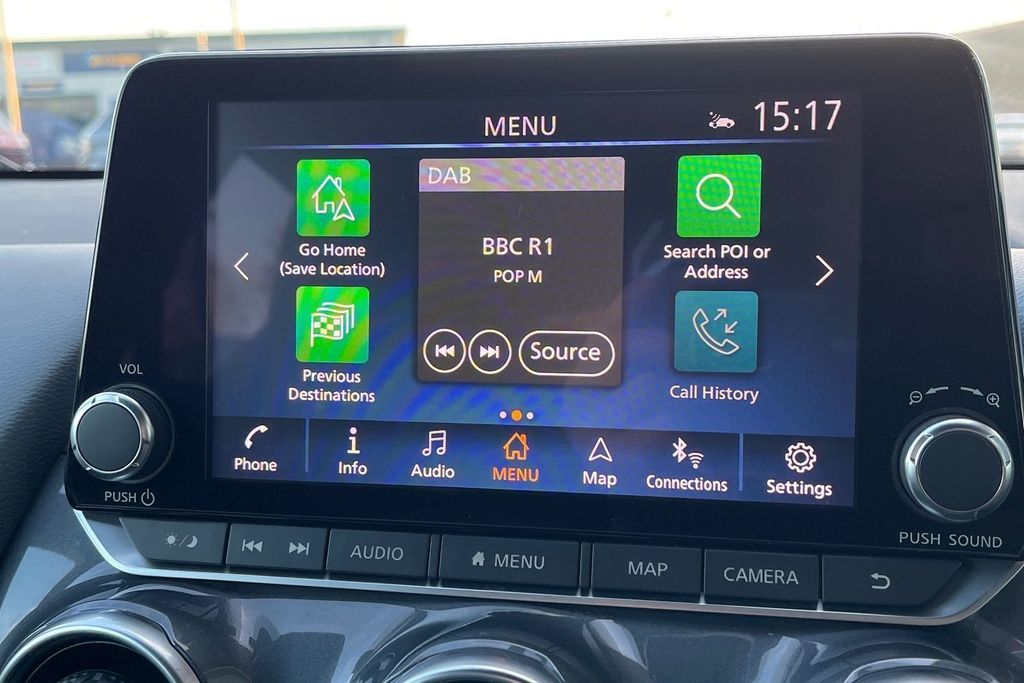 MENU
15:17
DAB
Go Home
(Save Location)
BBC R1
POP M
Search POI or
Address
Previous
Destinations
Source
Call History
VOL
PUSH
Phone
Info
Audio
MENU
Map
Connections
Settings
PUSH SOUND
AUDIO
MENU
MAP
CAMERA